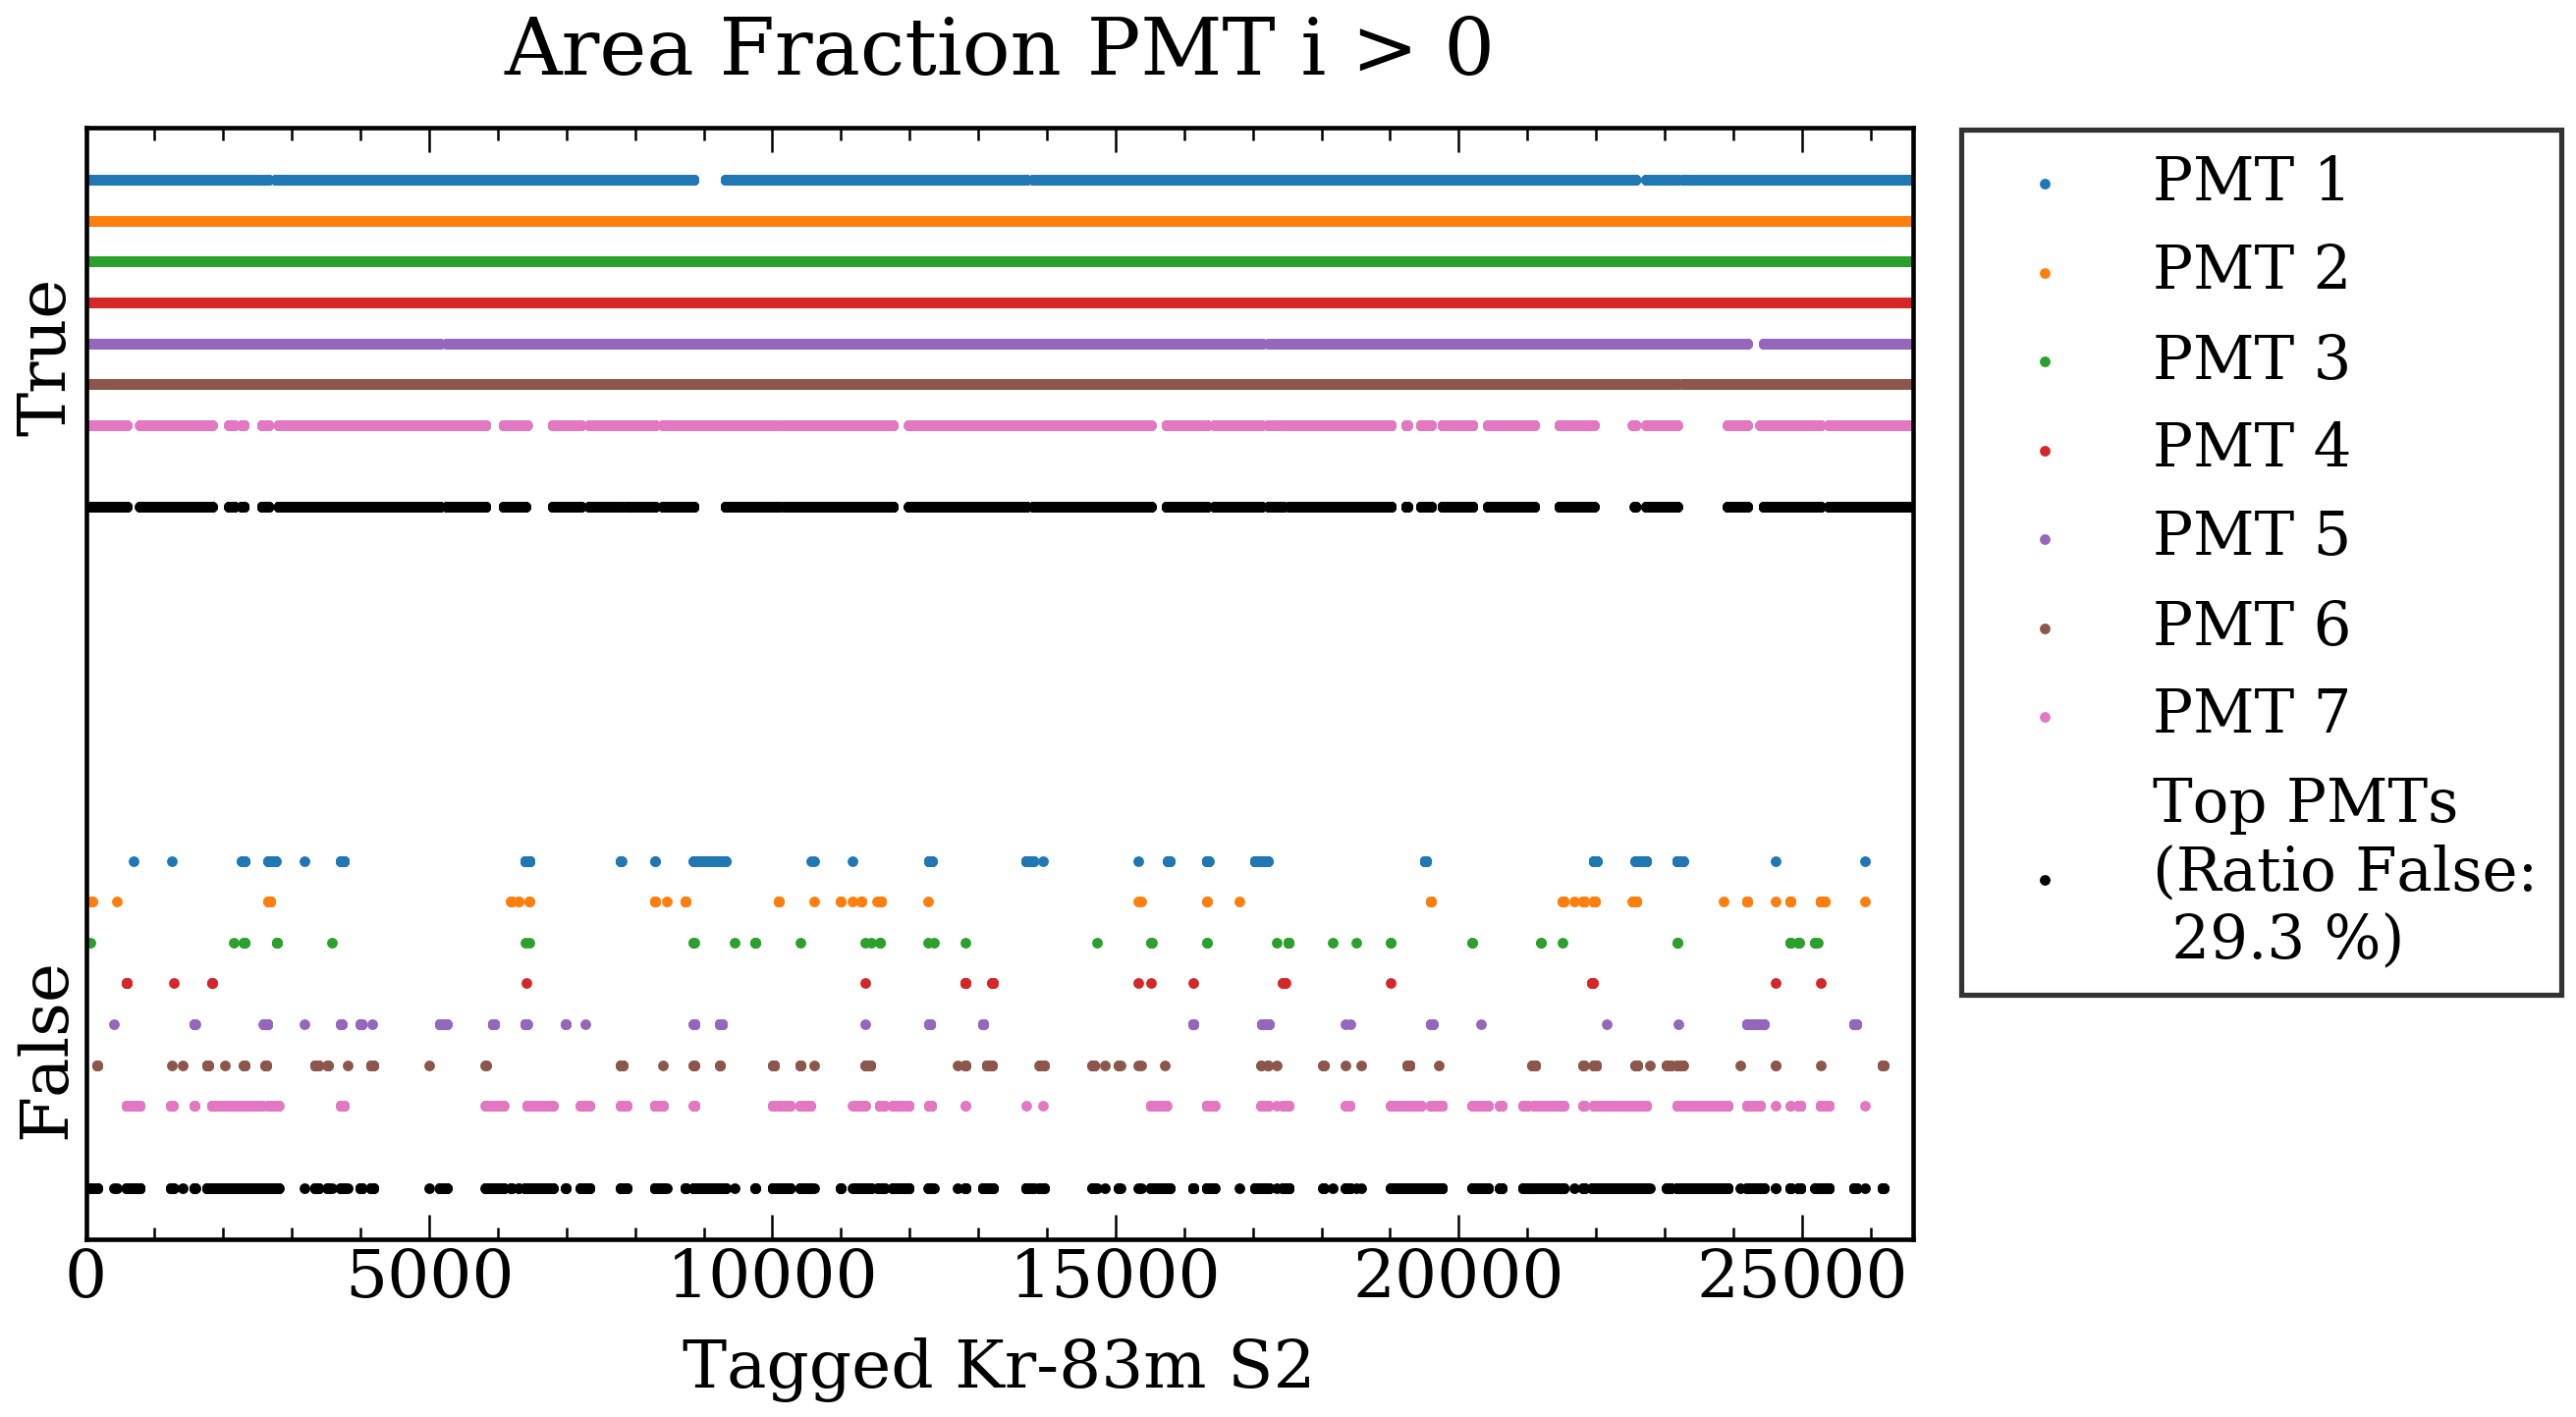 Area Fraction PMT i > 0
True
False
0
5000
10000
15000
20000
25000
Tagged Kr-83m S2
PMT 1
PMT 2
PMT 3
PMT 4
PMT 5
PMT 6
PMT 7
Top PMTs
(Ratio False:
29.3 %)